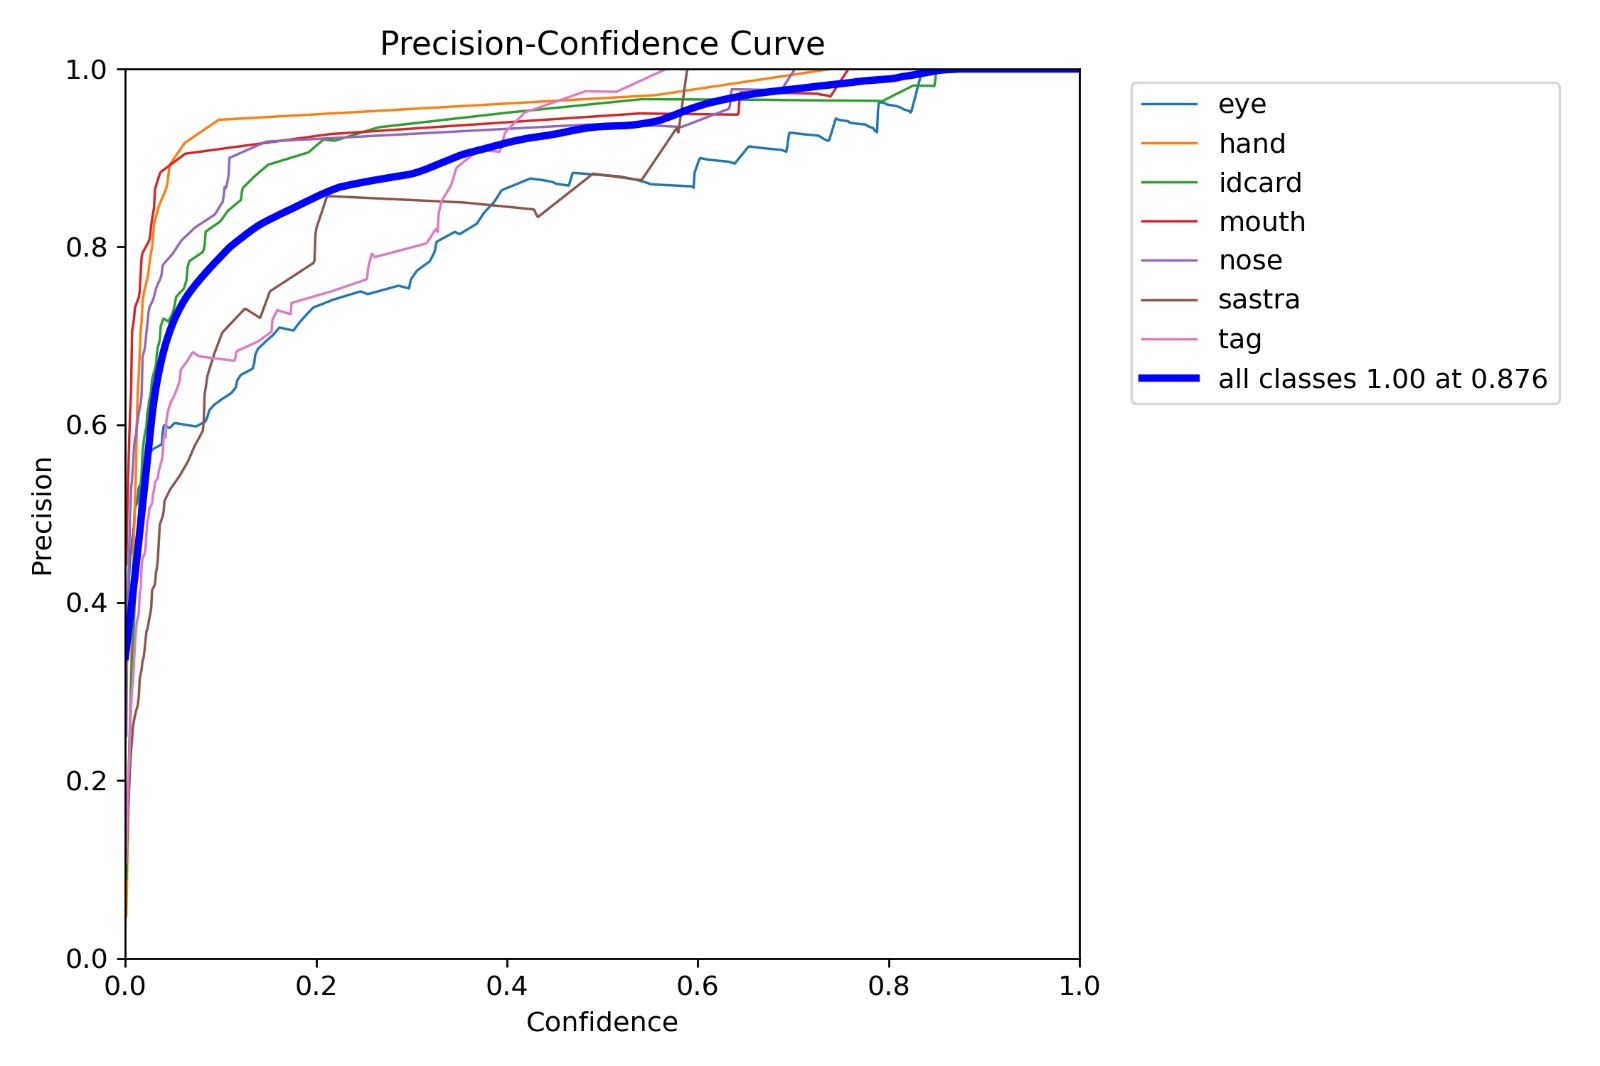 Precision-Confidence Curve
1.0
0.8
0.6
0.4
0.2
0.0
Precision
0.0 0.2 0.4 0.6 0.8 1.0
Confidence
eye
hand
idcard
mouth
nose
sastra
tag
all classes 1.00 at 0.876